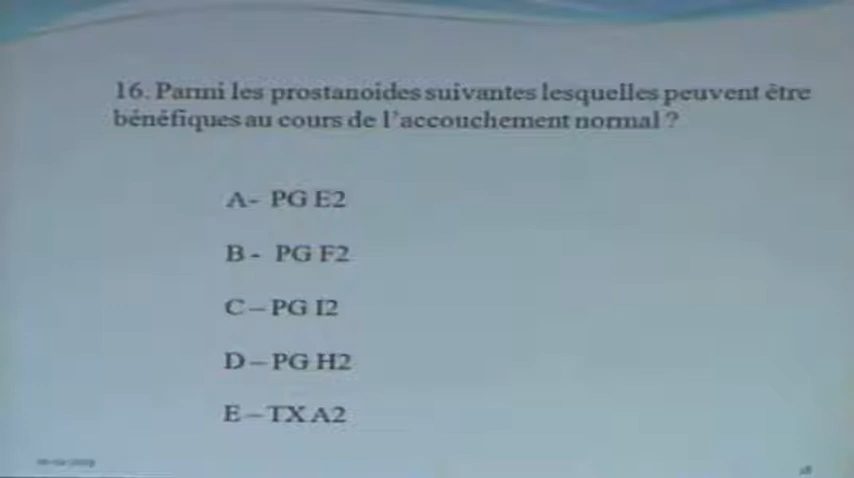 16. Parmi les prostanoides suivantes lesquelles peuvent être
bénéfiques au cours de l'accouchement normal ?
A- PG E2
B - PG F2
C – PG I2
D – PG H2
E – TX A2